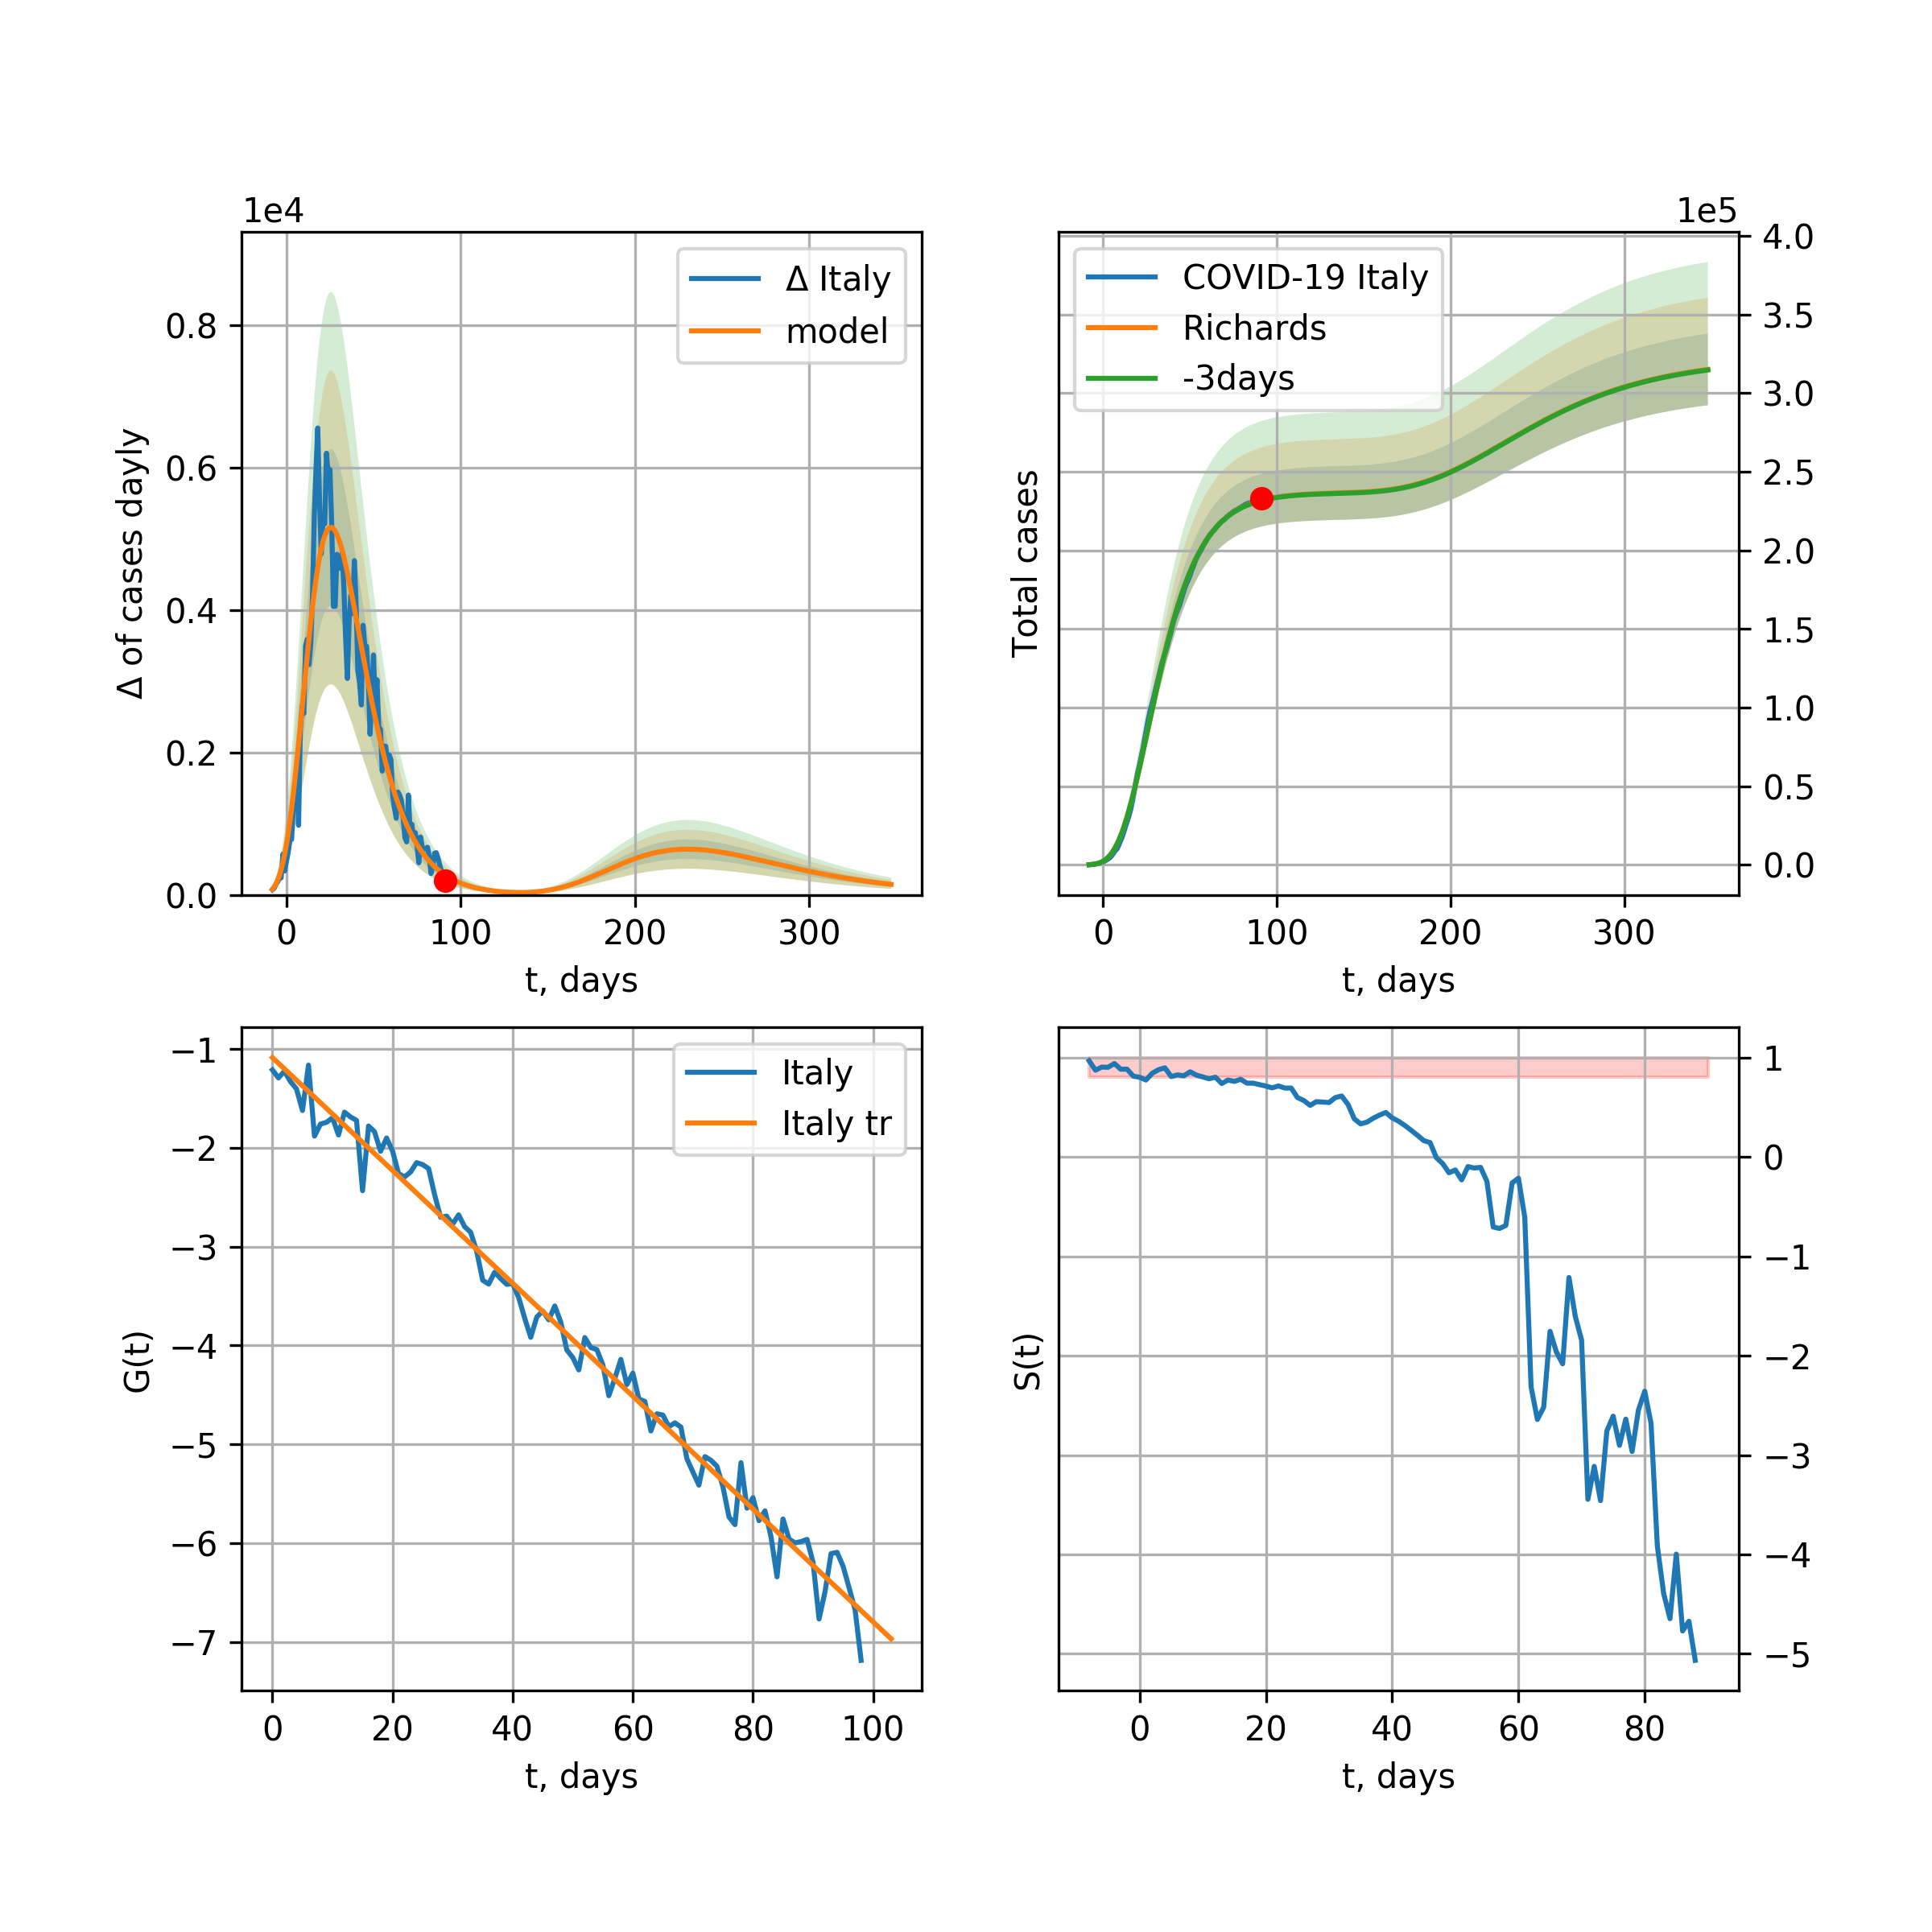 1e4
Δ of cases dayly
0.8
0.6
0.4
0.2
0.0
Δ Italy
model
0 100 200 300
t, days
1e5
Total cases
COVID-19 Italy
Richards
-3days
4.0
3.5
3.0
2.5
2.0
1.5
1.0
0.5
0.0
0 100 200 300
t, days
G(t)
−1
−2
−3
−4
−5
−6
−7
Italy
Italy tr
0 20 40 60 80 100
t, days
S(t)
1
0
−1
−2
−3
−4
−5
0 20 40 60 80
t, days